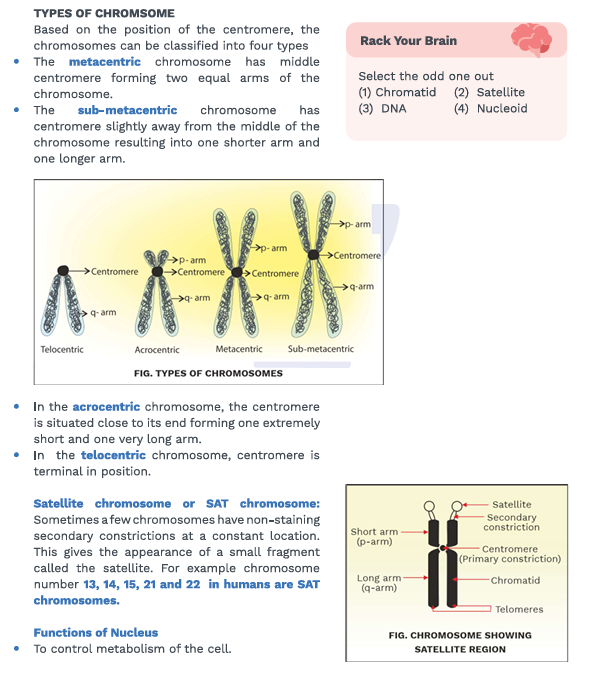 TYPES OF CHROMSOME
Based on the position of the centromere, the
chromosomes can be classified into four types
• The metacentric chromosome has middle
centromere forming two equal arms of the
chromosome.
• The sub-metacentric chromosome has
centromere slightly away from the middle of the
chromosome resulting into one shorter arm and
one longer arm.
Rack Your Brain
Select the odd one out
(1) Chromatid (2) Satellite
(3) DNA (4) Nucleoid
Centromere
q- arm
Telocentric
p- arm
Centromere
q- arm
Acrocentric
p- arm
Centromere
q- arm
Metacentric
p- arm
Centromere
q-arm
Sub-metacentric
FIG. TYPES OF CHROMOSOMES
• In the acrocentric chromosome, the centromere
is situated close to its end forming one extremely
short and one very long arm.
• In the telocentric chromosome, centromere is
terminal in position.
Satellite chromosome or SAT chromosome:
Sometimes a few chromosomes have non-staining
secondary constrictions at a constant location.
This gives the appearance of a small fragment
called the satellite. For example chromosome
number 13, 14, 15, 21 and 22 in humans are SAT
chromosomes.
Functions of Nucleus
• To control metabolism of the cell.
Satellite
Secondary
constriction
Short arm
(p-arm)
Centromere
(Primary constriction)
Long arm
(q-arm)
Chromatid
Telomeres
FIG. CHROMOSOME SHOWING
SATELLITE REGION